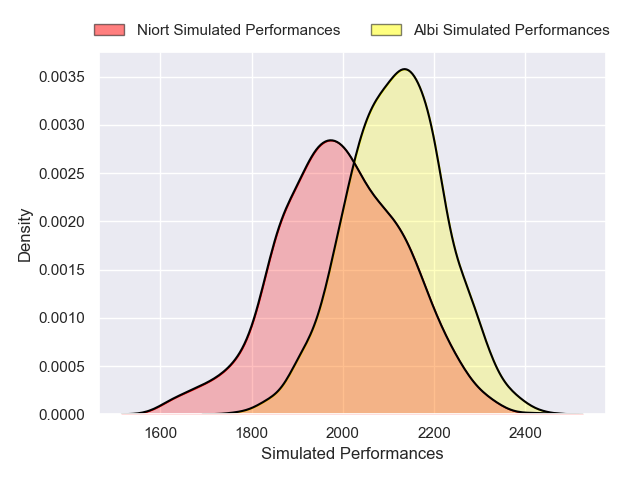 Niort Simulated Performances
Albi Simulated Performances
0.0035
0.0030
0.0025
0.0020
0.0015
0.0010
0.0005
0.0000
Density
1600 1800 2000 2200 2400
Simulated Performances